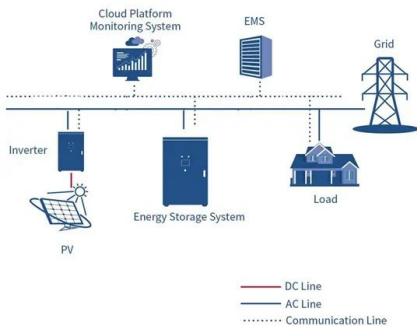 Cloud Platform
Monitoring System
EMS
Grid
Inverter
Energy Storage System
Load
PV
DC Line
AC Line
Communication Line